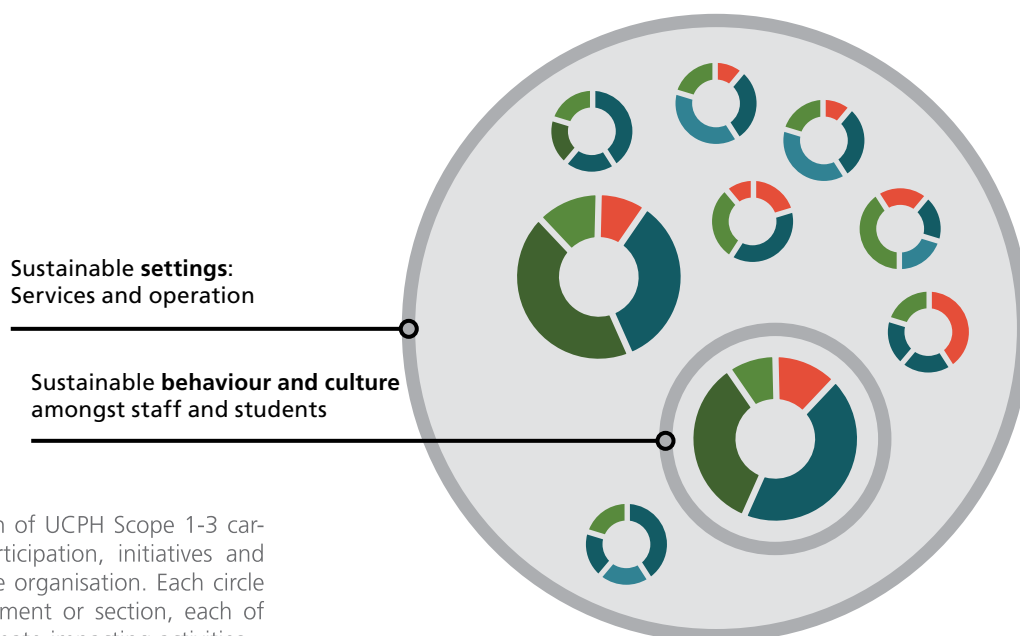 Sustainable settings:
Services and operation
Sustainable behaviour and culture
amongst staff and students
n of UCPH Scope 1-3 car-
rticipation, initiatives and
e organisation. Each circle
ment or section, each of